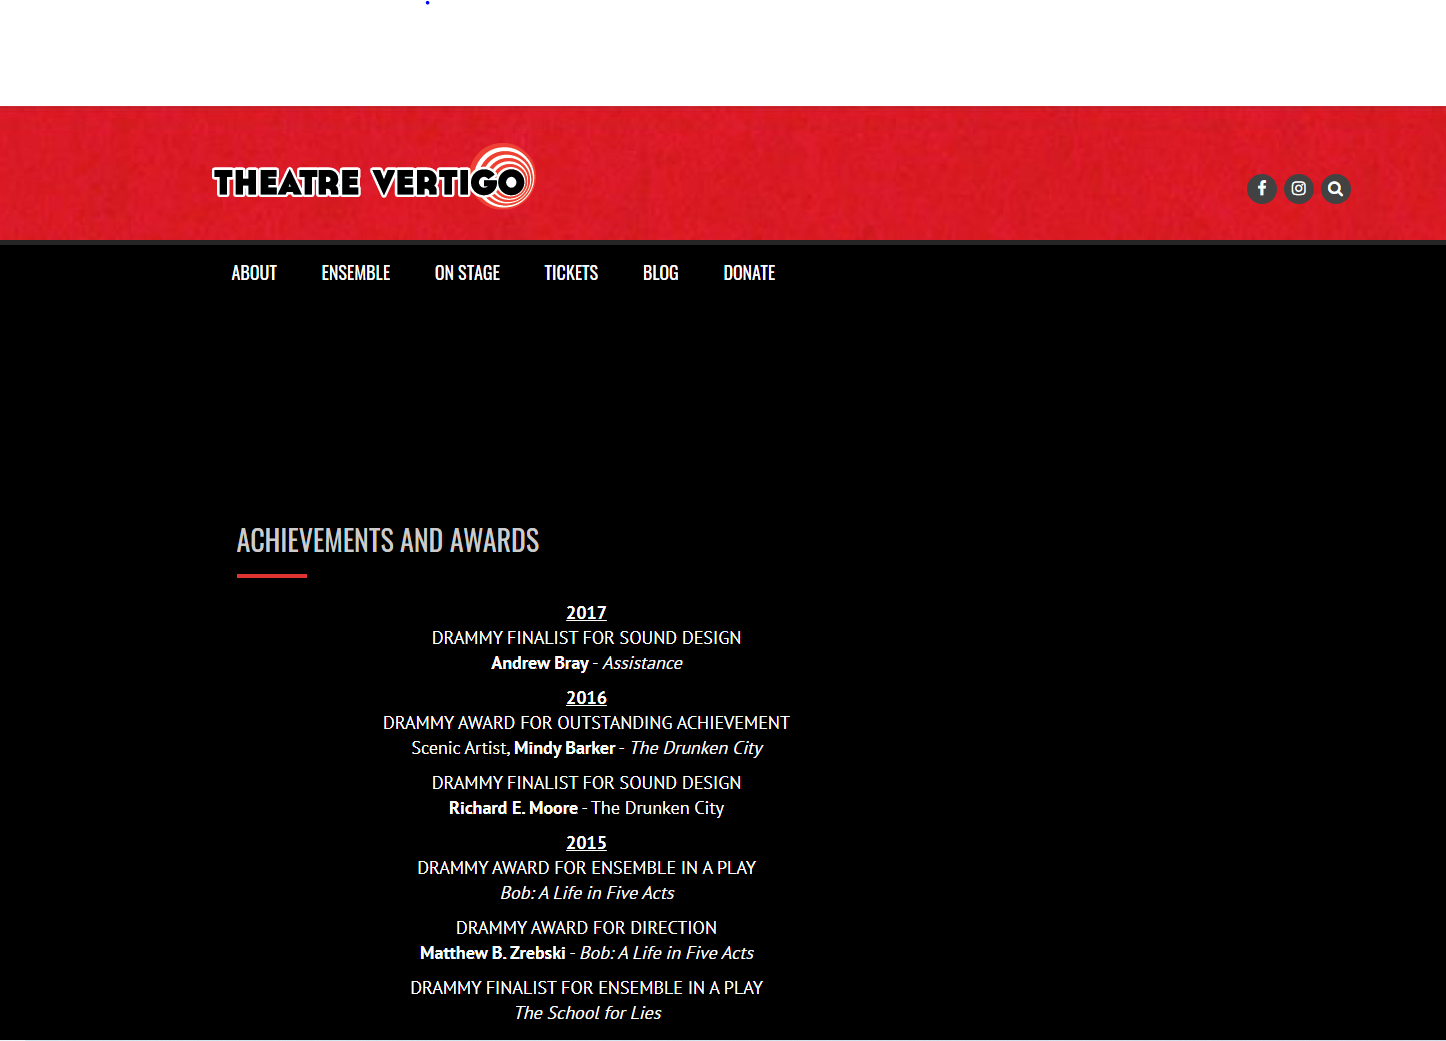 THEATRE VERTIGO
ABOUT ENSEMBLE ON STAGE TICKETS BLOG DONATE
ACHIEVEMENTS AND AWARDS
2017
DRAMMY FINALIST FOR SOUND DESIGN
Andrew Bray - Assistance
2016
DRAMMY AWARD FOR OUTSTANDING ACHIEVEMENT
Scenic Artist, Mindy Barker - The Drunken City
DRAMMY FINALIST FOR SOUND DESIGN
Richard E. Moore - The Drunken City
2015
DRAMMY AWARD FOR ENSEMBLE IN A PLAY
Bob: A Life in Five Acts
DRAMMY AWARD FOR DIRECTION
Matthew B. Zrebski - Bob: A Life in Five Acts
DRAMMY FINALIST FOR ENSEMBLE IN A PLAY
The School for Lies